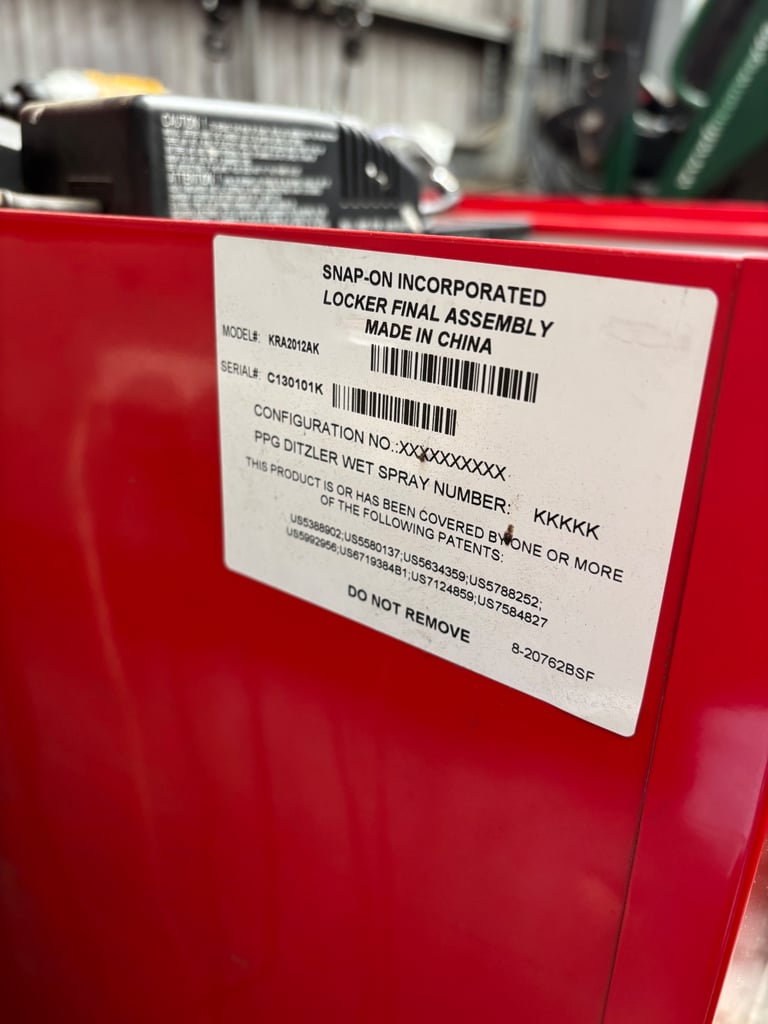 CAUTION
SNAP-ON INCORPORATED
LOCKER FINAL ASSEMBLY
MADE IN CHINA
MODEL#: KRA2012AK
SERIAL#: C130101K
CONFIGURATION NO.:XXXXXXXXXX
PPG DITZLER WET SPRAY NUMBER: KKKKK
THIS PRODUCT IS OR HAS BEEN COVERED BY ONE OR MORE
OF THE FOLLOWING PATENTS:
US5388902;US5580137;US5634359;US5788252;
US5992956;US6719384B1;US7124859;US7584827
DO NOT REMOVE
8-20762BSF